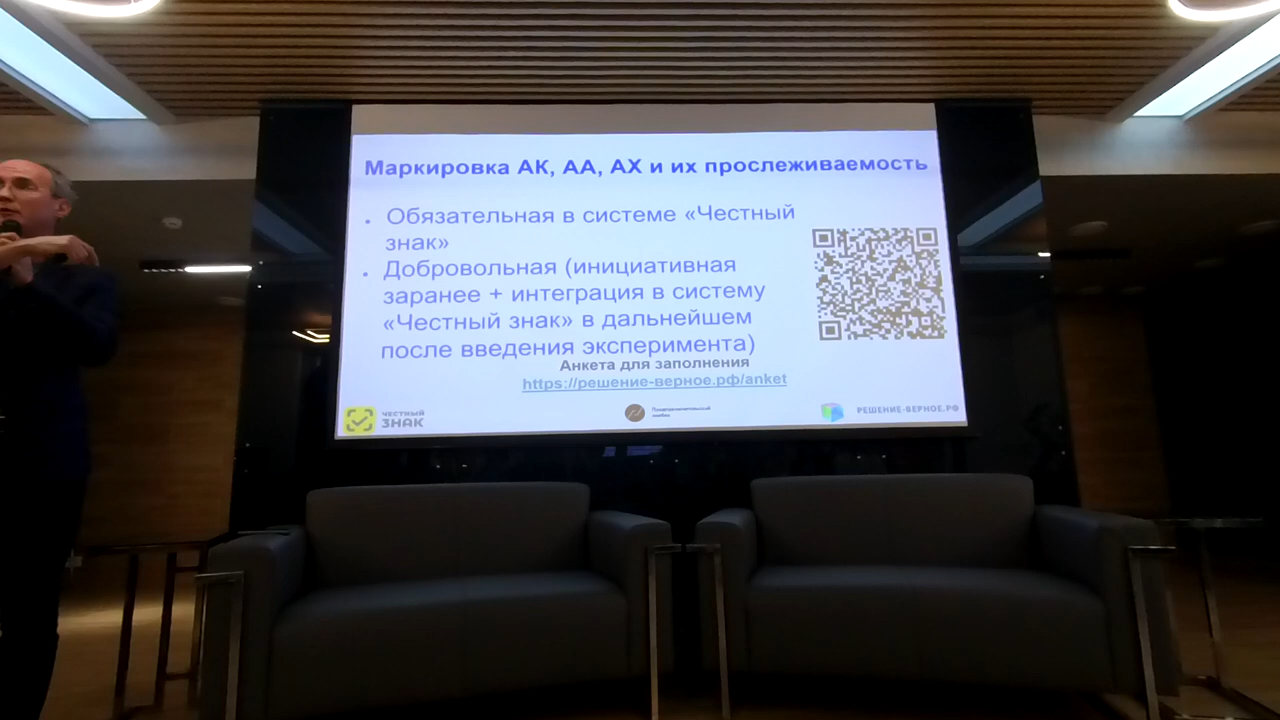 Маркировка АК, АА, АХ и их прослеживаемость
• Обязательная в системе «Честный
знак»
• Добровольная (инициативная
заранее + интеграция в систему
«Честный знак» в дальнейшем
после введения эксперимента)
Анкета для заполнения
https://решение-верное.рф/anket
ЧЕСТНЫЙ
ЗНАК
РЕШЕНИЕ-ВЕРНОЕ.РФ